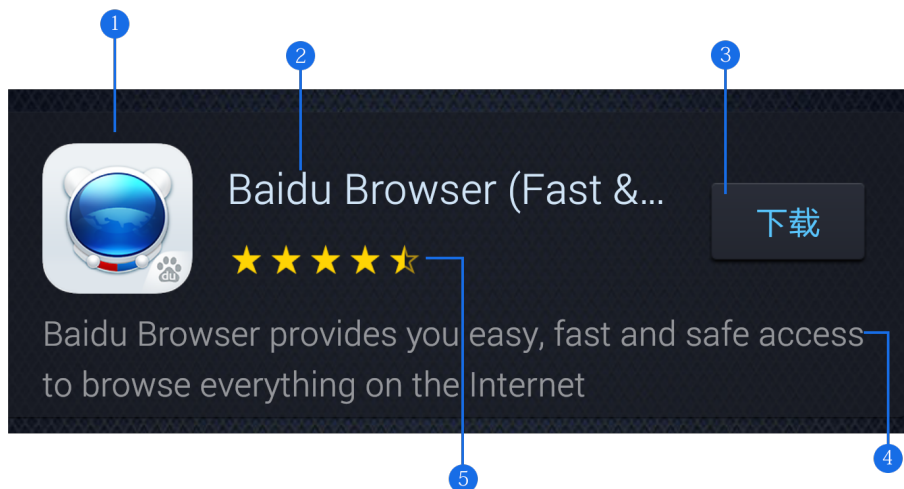 1
2
3
Baidu Browser (Fast &...
下载
du
Baidu Browser provides you easy, fast and safe access
to browse everything on the Internet
4
5